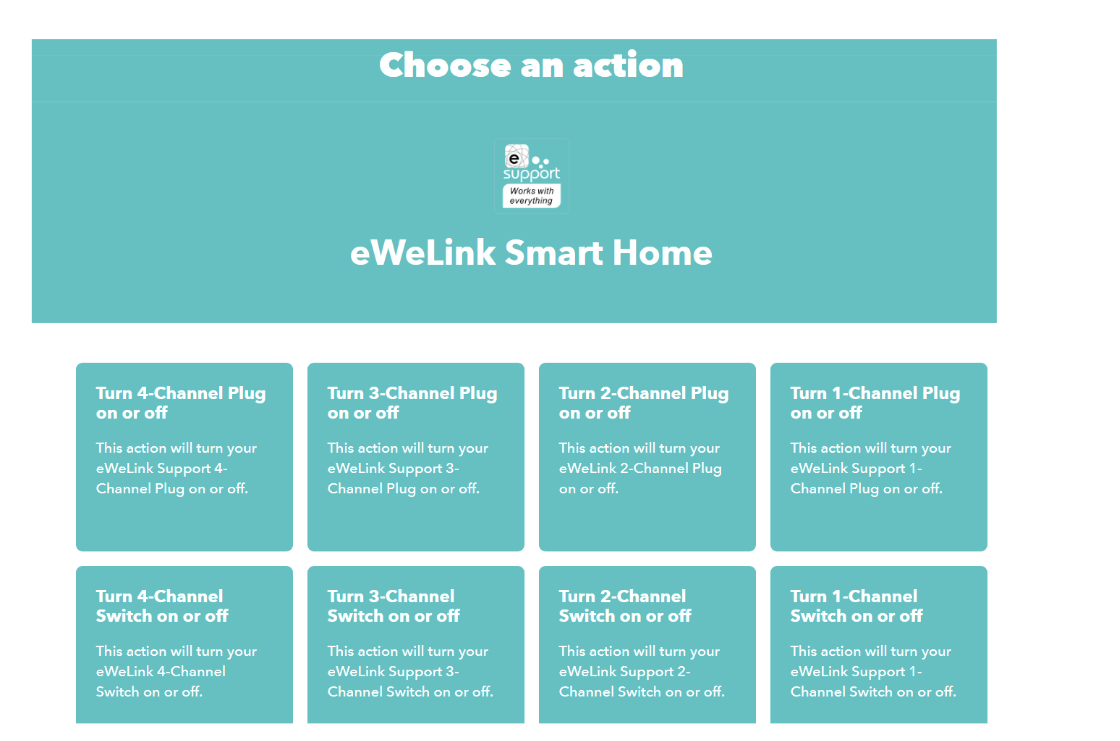 Choose an action
e
support
Works with
everything
eWeLink Smart Home
Turn 4-Channel Plug
on or off
This action will turn your
eWeLink Support 4-
Channel Plug on or off.
Turn 3-Channel Plug
on or off
This action will turn your
eWeLink Support 3-
Channel Plug on or off.
Turn 2-Channel Plug
on or off
This action will turn your
eWeLink 2-Channel Plug
on or off.
Turn 1-Channel Plug
on or off
This action will turn your
eWeLink Support 1-
Channel Plug on or off.
Turn 4-Channel
Switch on or off
This action will turn your
eWeLink 4-Channel
Switch on or off.
Turn 3-Channel
Switch on or off
This action will turn your
eWeLink Support 3-
Channel Switch on or off.
Turn 2-Channel
Switch on or off
This action will turn your
eWeLink Support 2-
Channel Switch on or off.
Turn 1-Channel
Switch on or off
This action will turn your
eWeLink Support 1-
Channel Switch on or off.